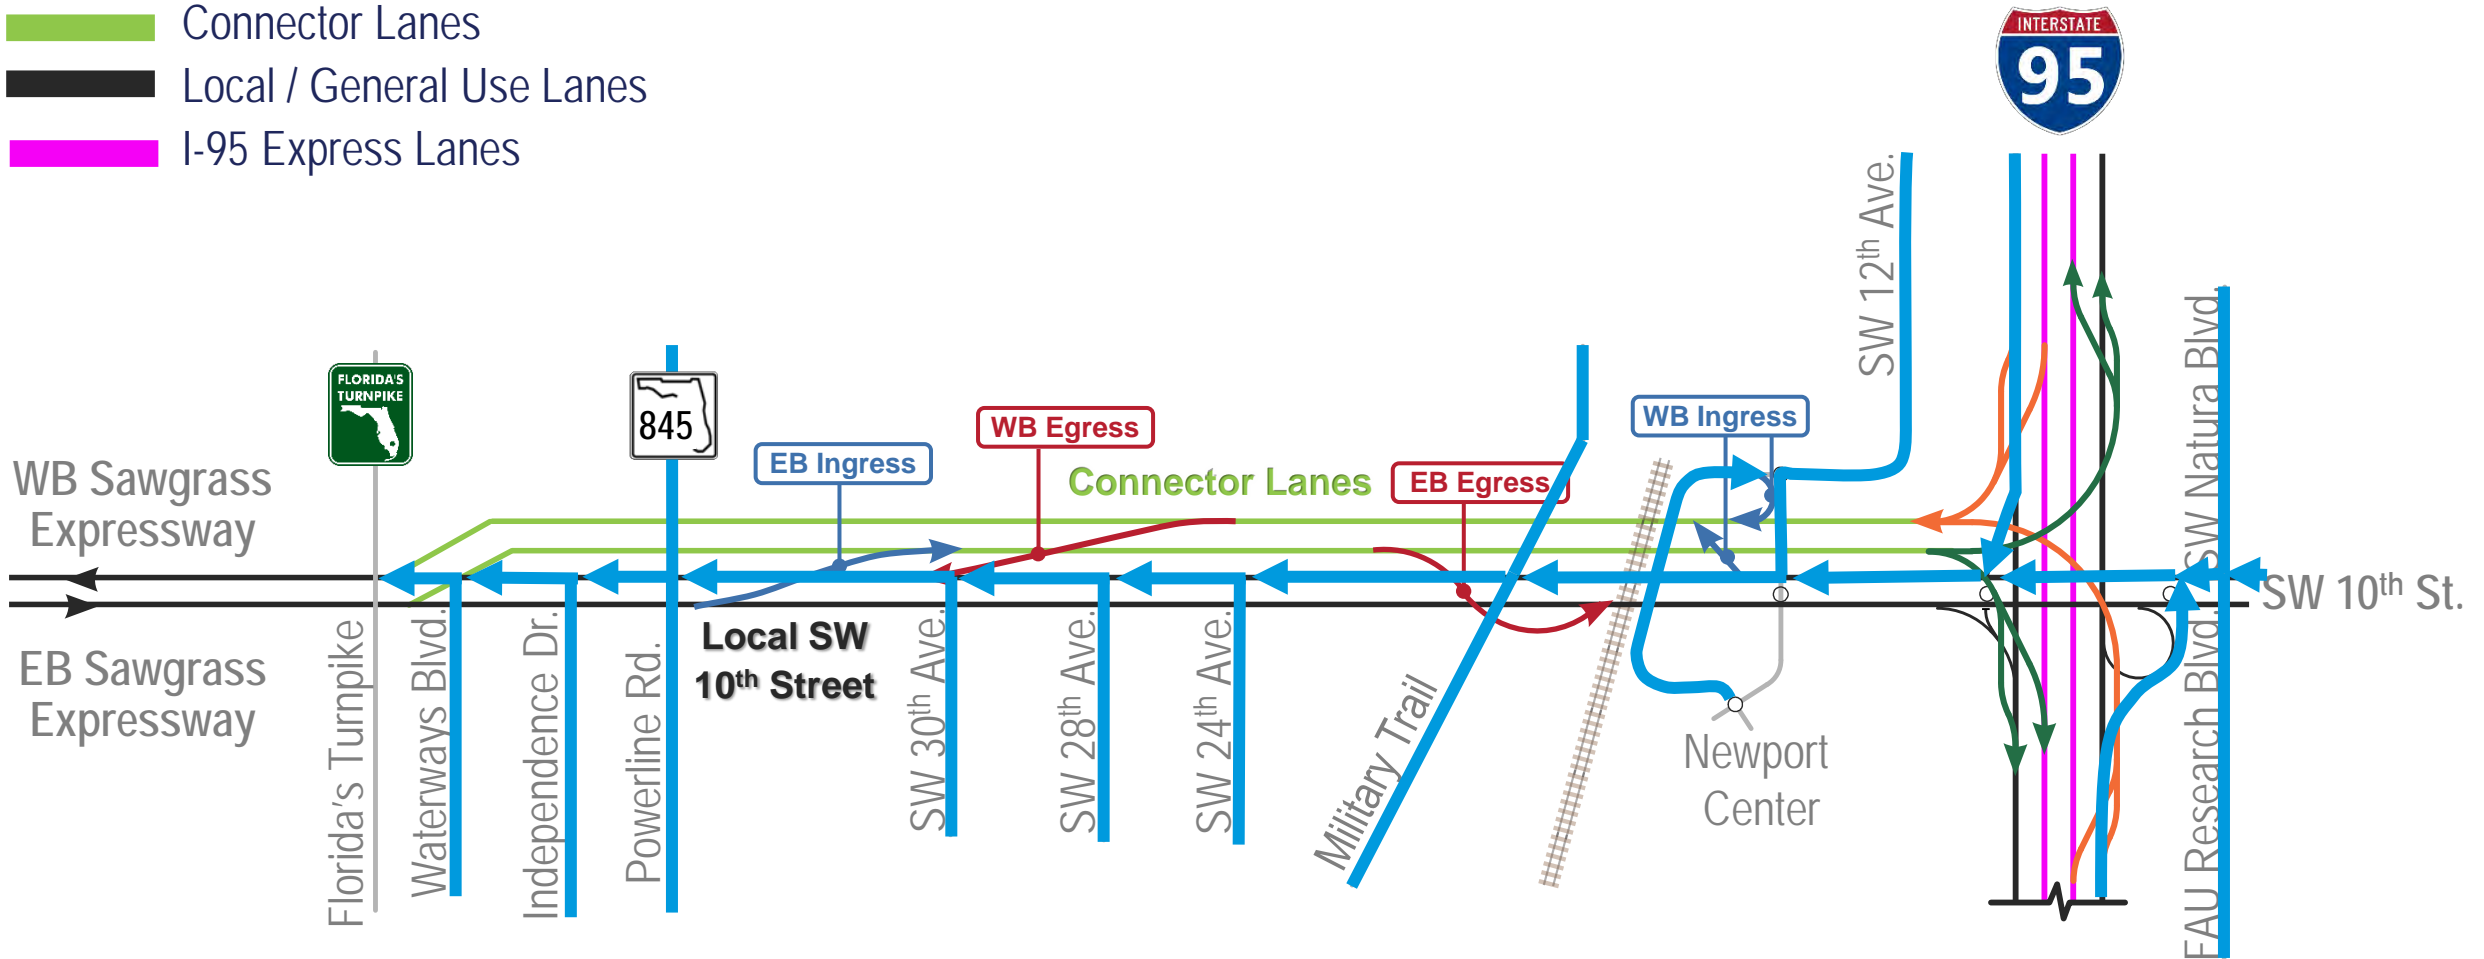 Connector Lanes
Local / General Use Lanes
I-95 Express Lanes
INTERSTATE
95
SW 12th Ave.
FLORIDA'S
TURNPIKE
845
WB Egress
WB Ingress
EB Ingress
Connector Lanes
EB Egress
WB Sawgrass
Expressway
SW Natura Blvd.
SW 10th St.
EB Sawgrass
Expressway
Local SW
10th Street
Florida's Turnpike
Waterways Blvd.
Independence Dr.
Powerline Rd.
SW 30th Ave.
SW 28th Ave.
SW 24th Ave.
Military Trail
Newport
Center
FAU Research Blvd.